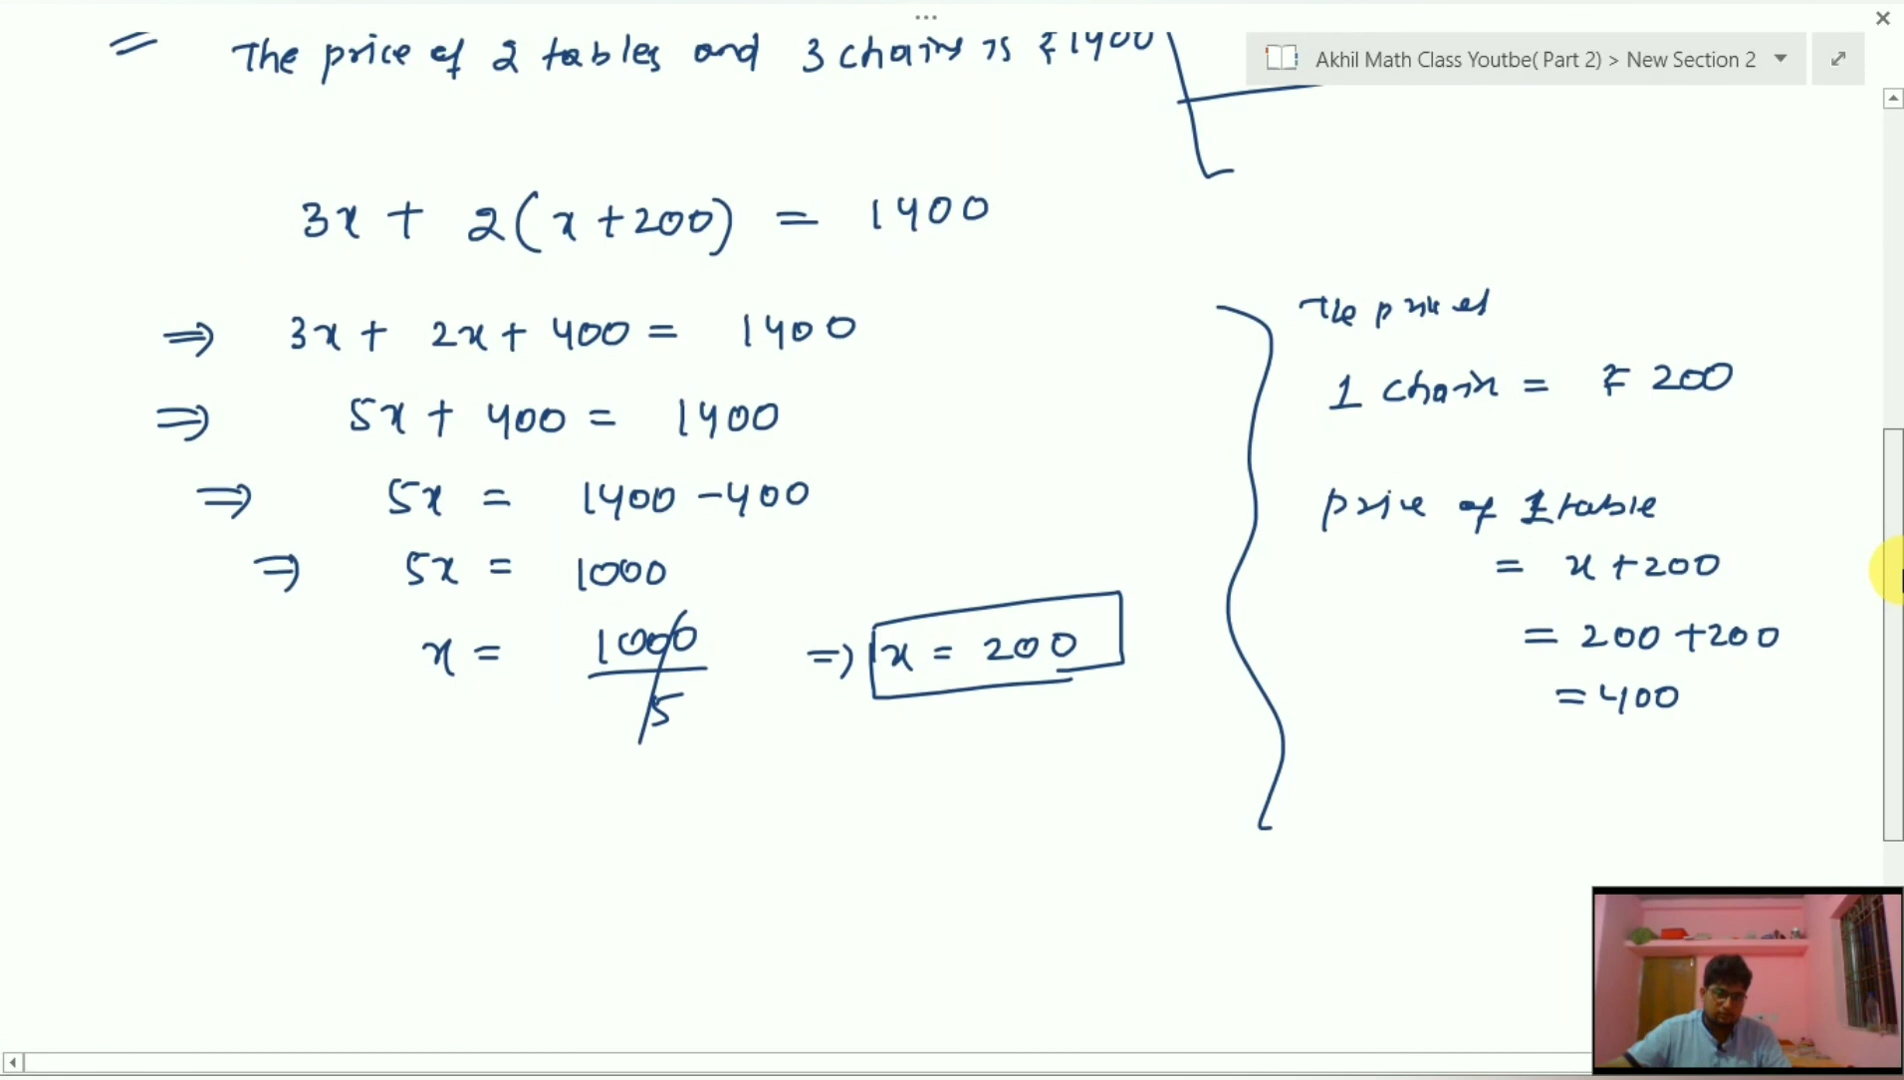 ...
= The price of 2 tables and 3 chairs is ₹1400
Akhil Math Class Youtbe( Part 2) > New Section 2
3x + 2(x+200) = 1400
⇒ 3x + 2x + 400 = 1400
⇒ 5x + 400 = 1400
⇒ 5x = 1400 - 400
⇒ 5x = 1000
x = 1000/5 ⇒ x = 200
The price of
1 chair = ₹ 200
price of 1 table
= x + 200
= 200 + 200
= 400